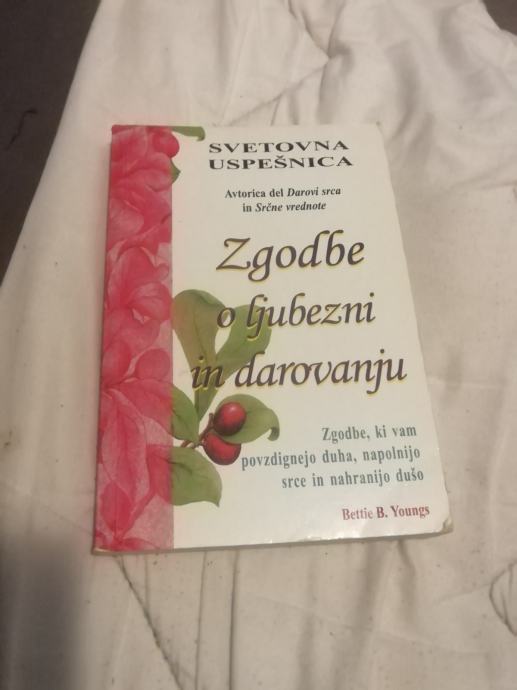 SVETOVNA
USPEŠNICA
Avtorica del Darovi srca
in Srčne vrednote
Zgodbe
o ljubezni
in darovanju
Zgodbe, ki vam
povzdignejo duha, napolnijo
srce in nahranijo dušo
Bettie B. Youngs